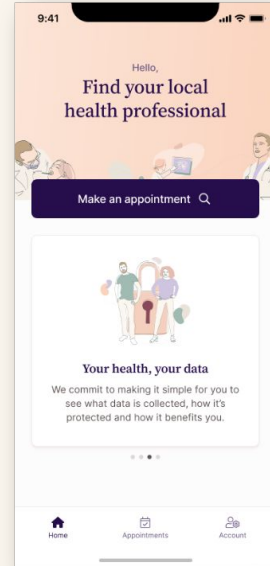 9:41
Hello,
Find your local
health professional
Make an appointment
Your health, your data
We commit to making it simple for you to
see what data is collected, how it's
protected and how it benefits you.
Home
Appointments
Account